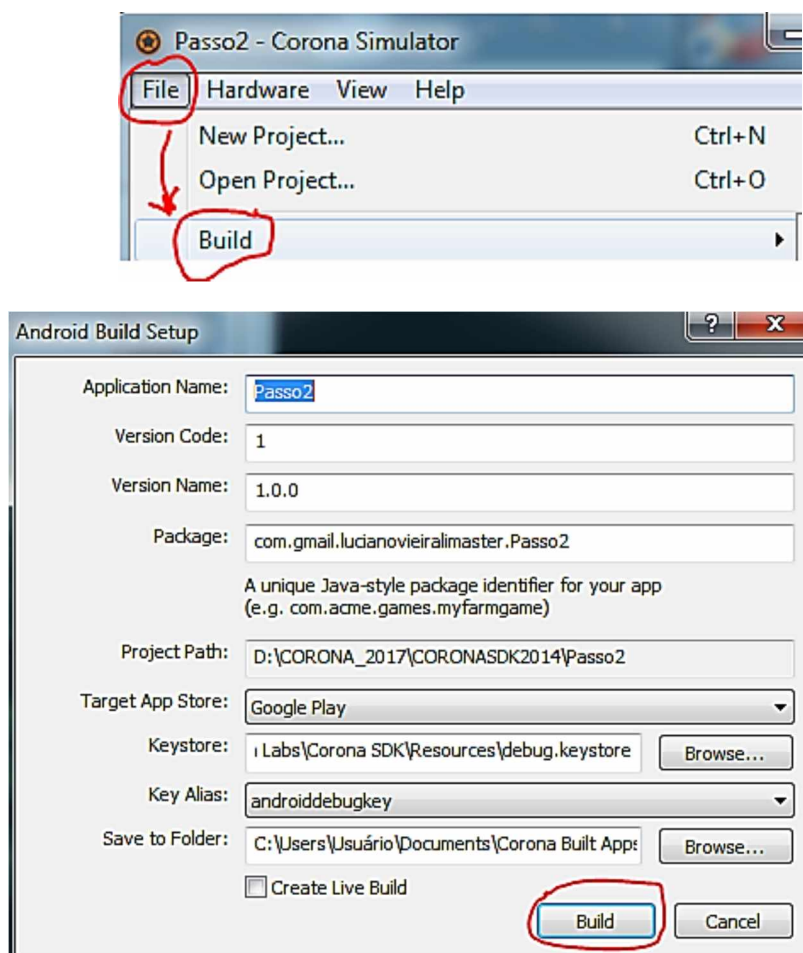 Passo2 - Corona Simulator
File Hardware View Help
New Project... Ctrl+N
Open Project... Ctrl+O
Build
Android Build Setup
Application Name: Passo2
Version Code: 1
Version Name: 1.0.0
Package: com.gmail.lucianovieiralimaster.Passo2
A unique Java-style package identifier for your app
(e.g. com.acme.games.myfarmgame)
Project Path: D:\CORONA_2017\CORONASDK2014\Passo2
Target App Store: Google Play
Keystore: Labs\Corona SDK\Resources\debug.keystore Browse...
Key Alias: androiddebugkey
Save to Folder: C:\Users\Usuário\Documents\Corona Built Apps Browse...
Create Live Build
Build Cancel